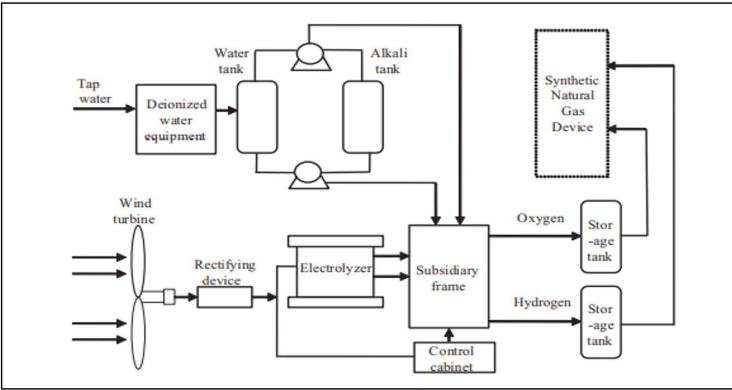 Water
tank
Alkali
tank
Tap
water
Deionized
water
equipment
Synthetic
Natural
Gas
Device
Wind
turbine
Rectifying
device
Electrolyzer
Subsidiary
frame
Oxygen
Stor
-age
tank
Hydrogen
Stor
-age
tank
Control
cabinet